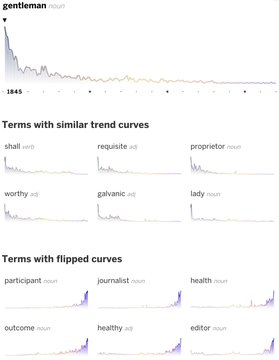 gentleman noun
1845
Terms with similar trend curves
shall verb requisite adj proprietor noun
worthy adj galvanic adj lady noun
Terms with flipped curves
participant noun journalist noun health noun
outcome noun healthy adj editor noun